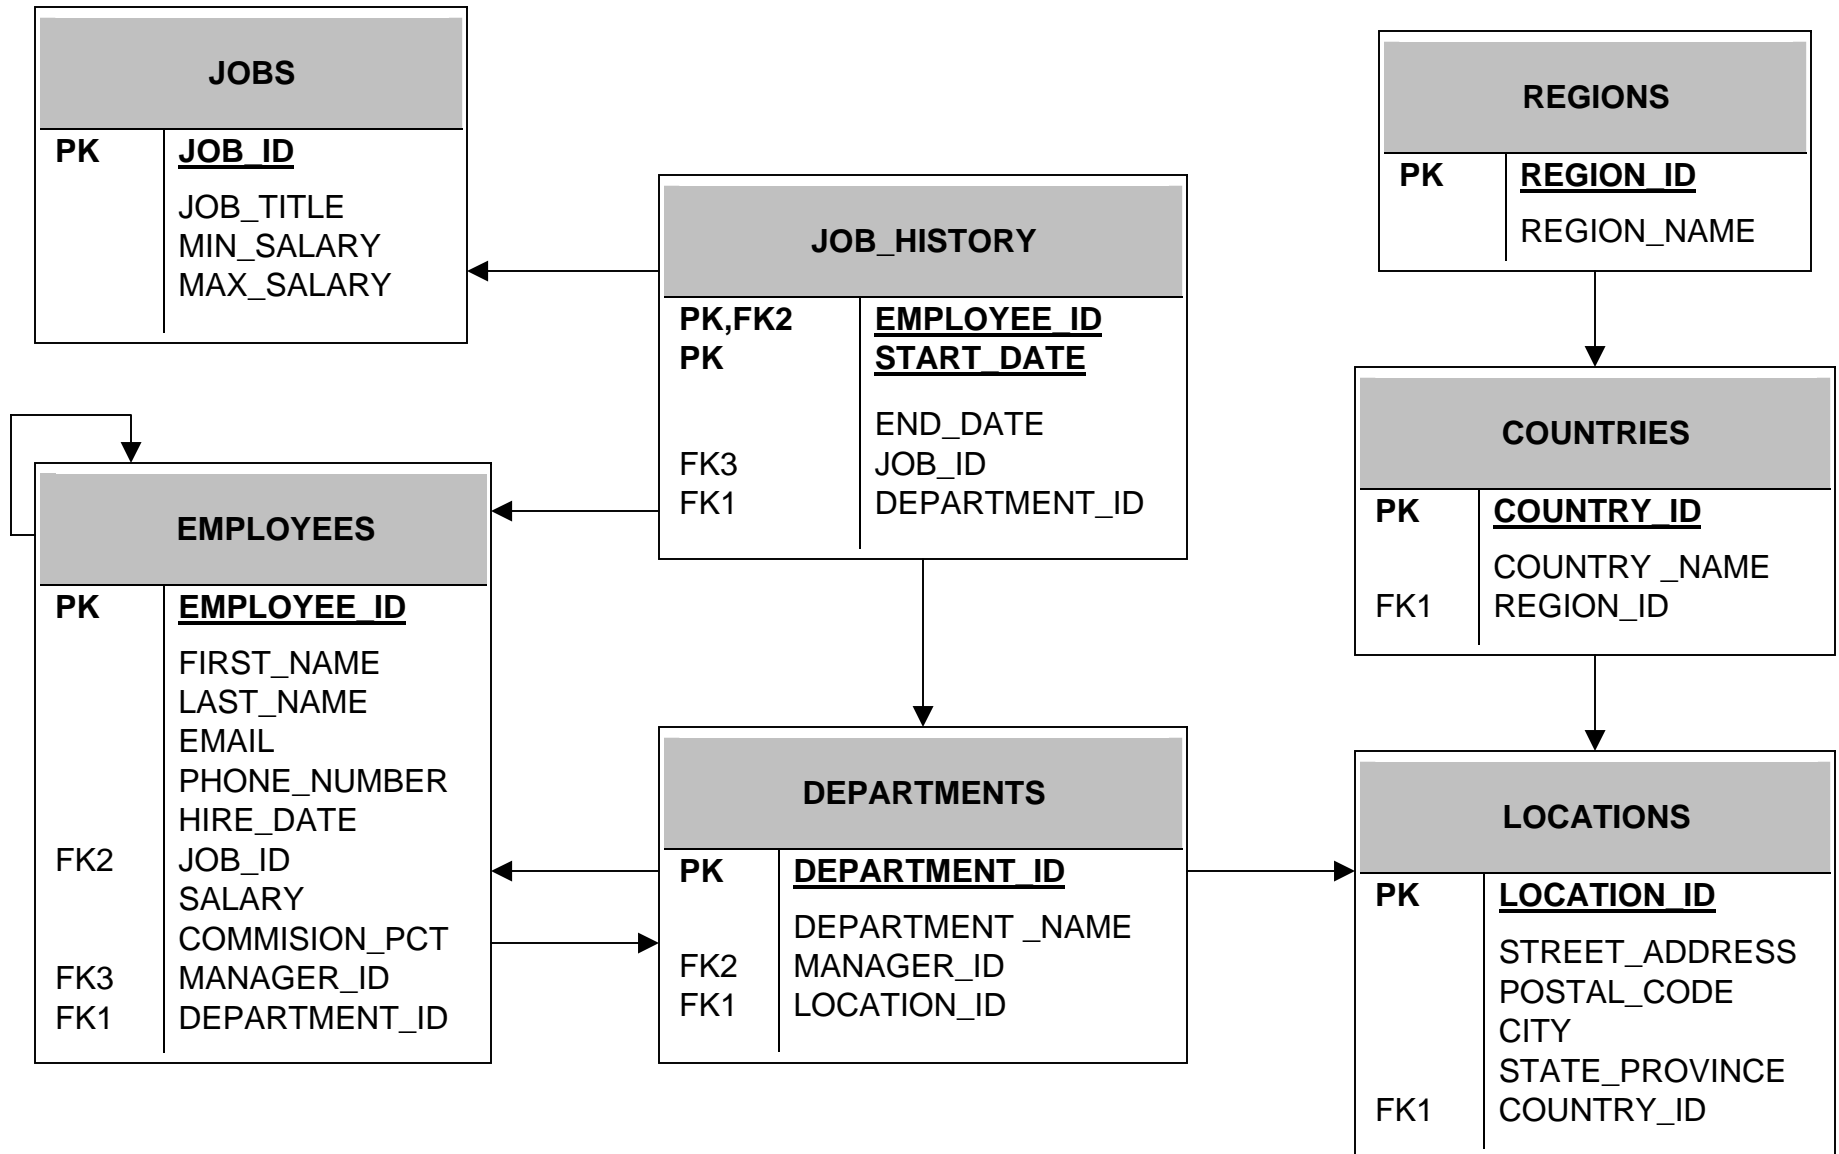 JOBS
PK JOB_ID
JOB_TITLE
MIN_SALARY
MAX_SALARY
JOB_HISTORY
PK,FK2 EMPLOYEE_ID
PK START_DATE
END_DATE
FK3 JOB_ID
FK1 DEPARTMENT_ID
REGIONS
PK REGION_ID
REGION_NAME
COUNTRIES
PK COUNTRY_ID
COUNTRY _NAME
FK1 REGION_ID
EMPLOYEES
PK EMPLOYEE_ID
FIRST_NAME
LAST_NAME
EMAIL
PHONE_NUMBER
HIRE_DATE
FK2 JOB_ID
SALARY
COMMISION_PCT
FK3 MANAGER_ID
FK1 DEPARTMENT_ID
DEPARTMENTS
PK DEPARTMENT_ID
DEPARTMENT _NAME
FK2 MANAGER_ID
FK1 LOCATION_ID
LOCATIONS
PK LOCATION_ID
STREET_ADDRESS
POSTAL_CODE
CITY
STATE_PROVINCE
FK1 COUNTRY_ID